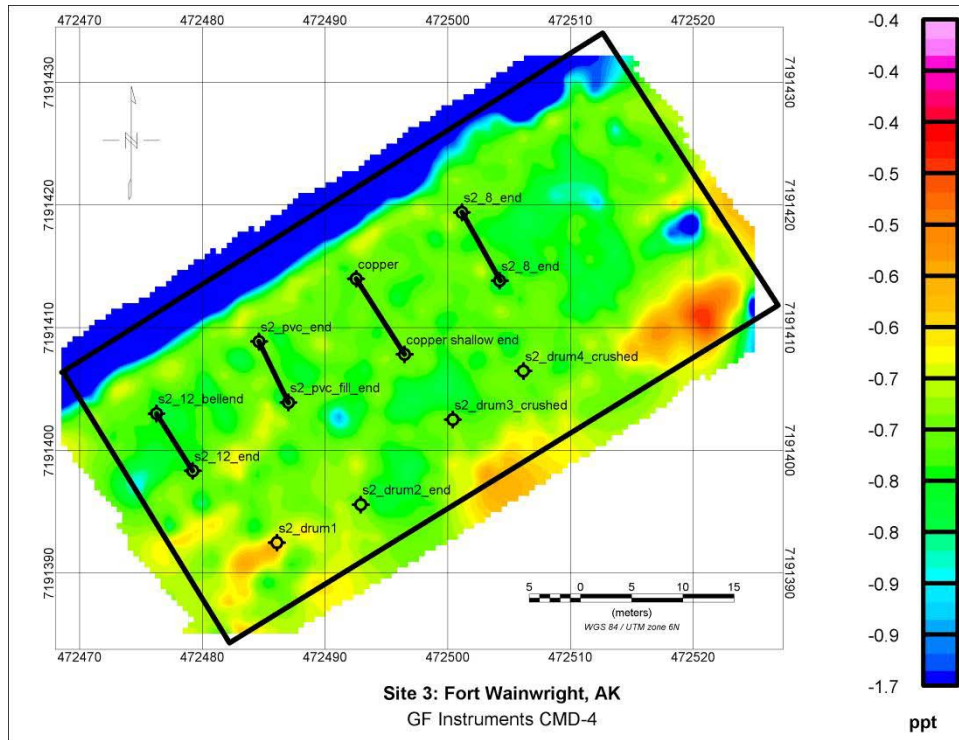 472470 472480 472490 472500 472510 472520
-0.4
-0.4
-0.4
-0.5
-0.5
-0.6
-0.6
-0.7
-0.7
-0.8
-0.8
-0.9
-0.9
-1.7
ppt
7191430 7191430
N
7191420 7191420
s2_8_end
copper
s2_8_end
7191410 7191410
s2_pvc_end
copper shallow end
s2_drum4_crushed
s2_12_bellend
s2_pvc_fill_end
s2_drum3_crushed
7191400 7191400
s2_12_end
s2_drum2_end
s2_drum1
7191390 7191390
5 0 5 10 15
(meters)
WGS 84 / UTM zone 6N
472470 472480 472490 472500 472510 472520
Site 3: Fort Wainwright, AK
GF Instruments CMD-4